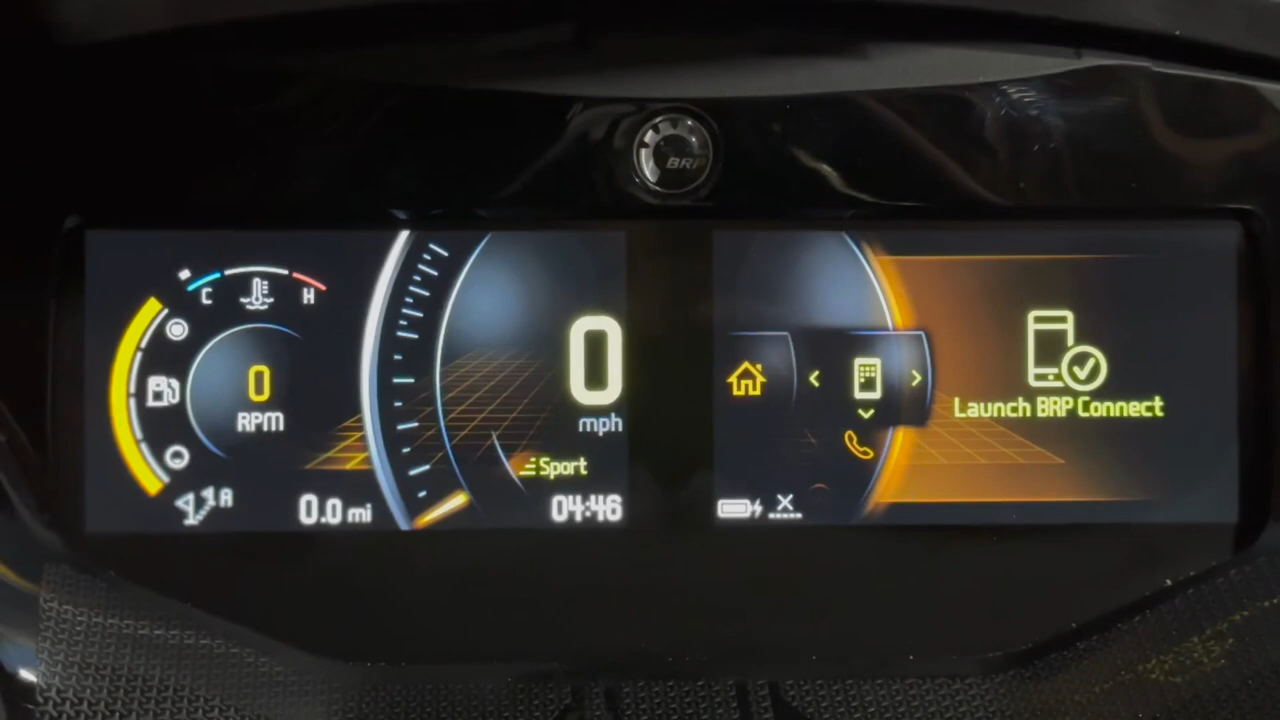 BRP
C
H
0
RPM
0
mph
Sport
A
0.0 mi
04:46
Launch BRP Connect